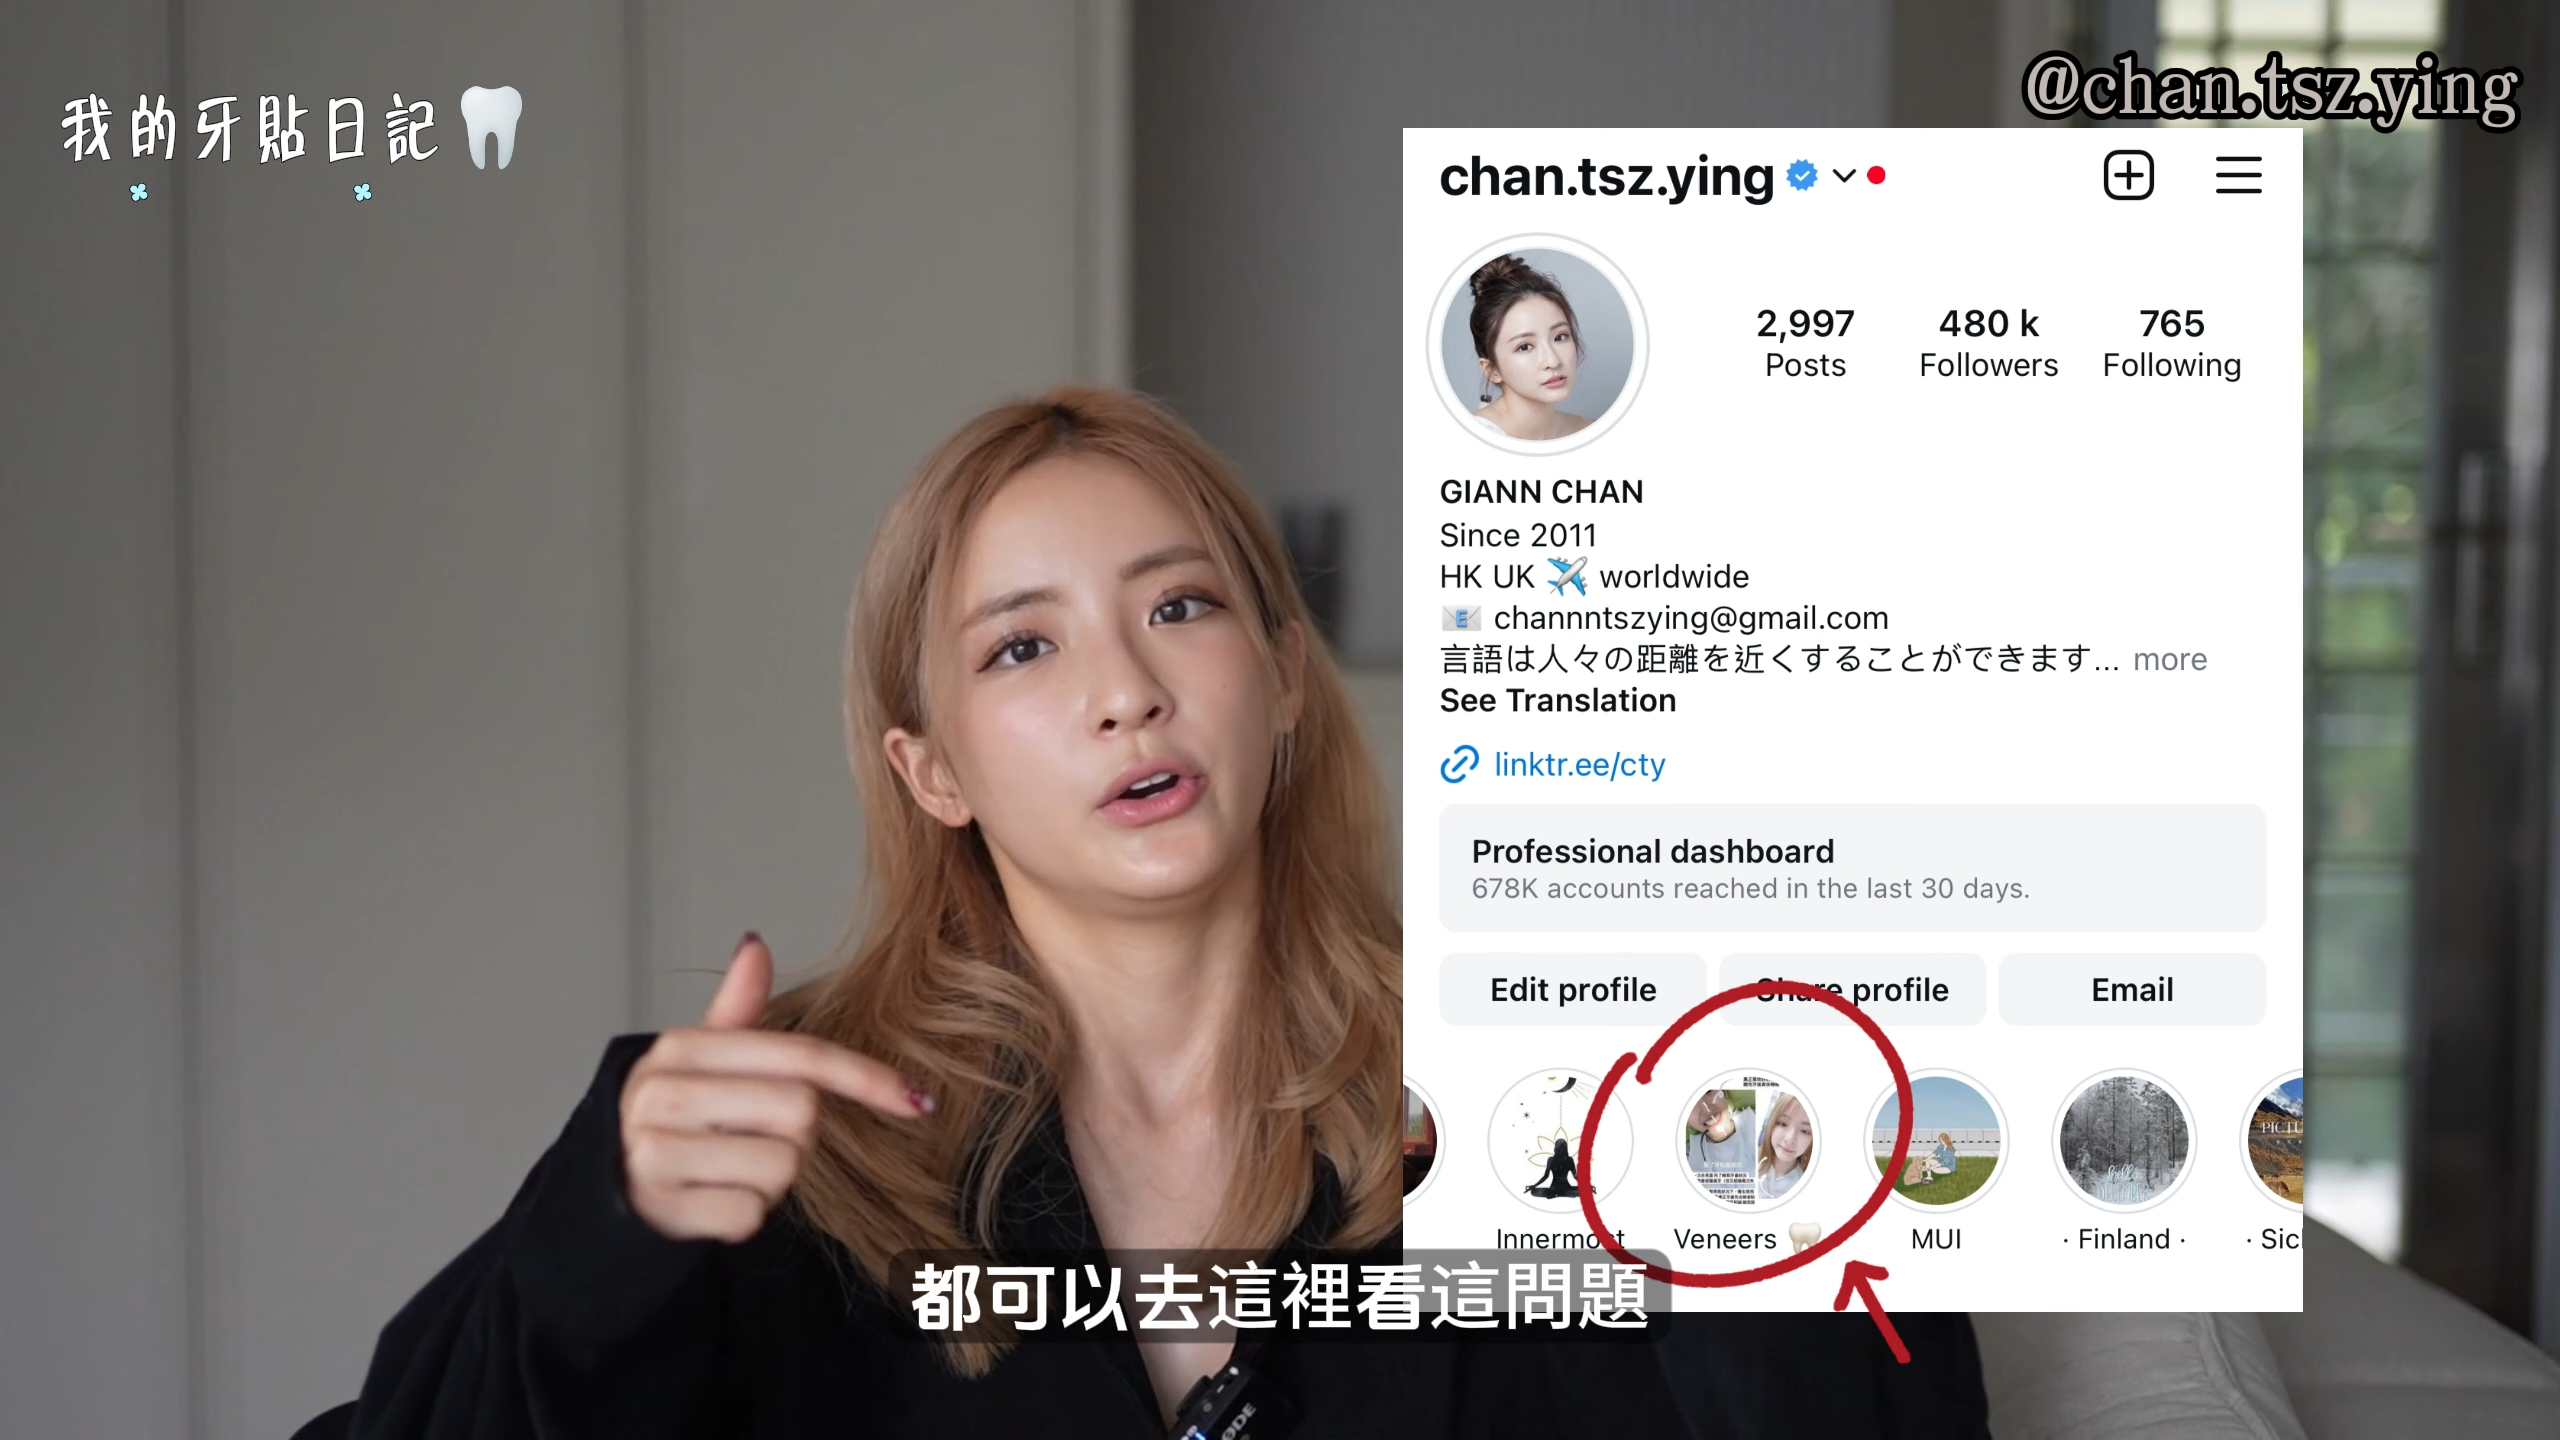 我的牙貼日記
@chan.tsz.ying
chan.tsz.ying
2,997
Posts
480 k
Followers
765
Following
GIANN CHAN
Since 2011
HK UK ✈️ worldwide
📧 channntszying@gmail.com
言語は人々の距離を近くすることができます... more
See Translation
linktr.ee/cty
Professional dashboard
678K accounts reached in the last 30 days.
Edit profile
Share profile
Email
Innermost
Veneers 🦷
MUI
· Finland ·
· Sic
都可以去這裡看這問題